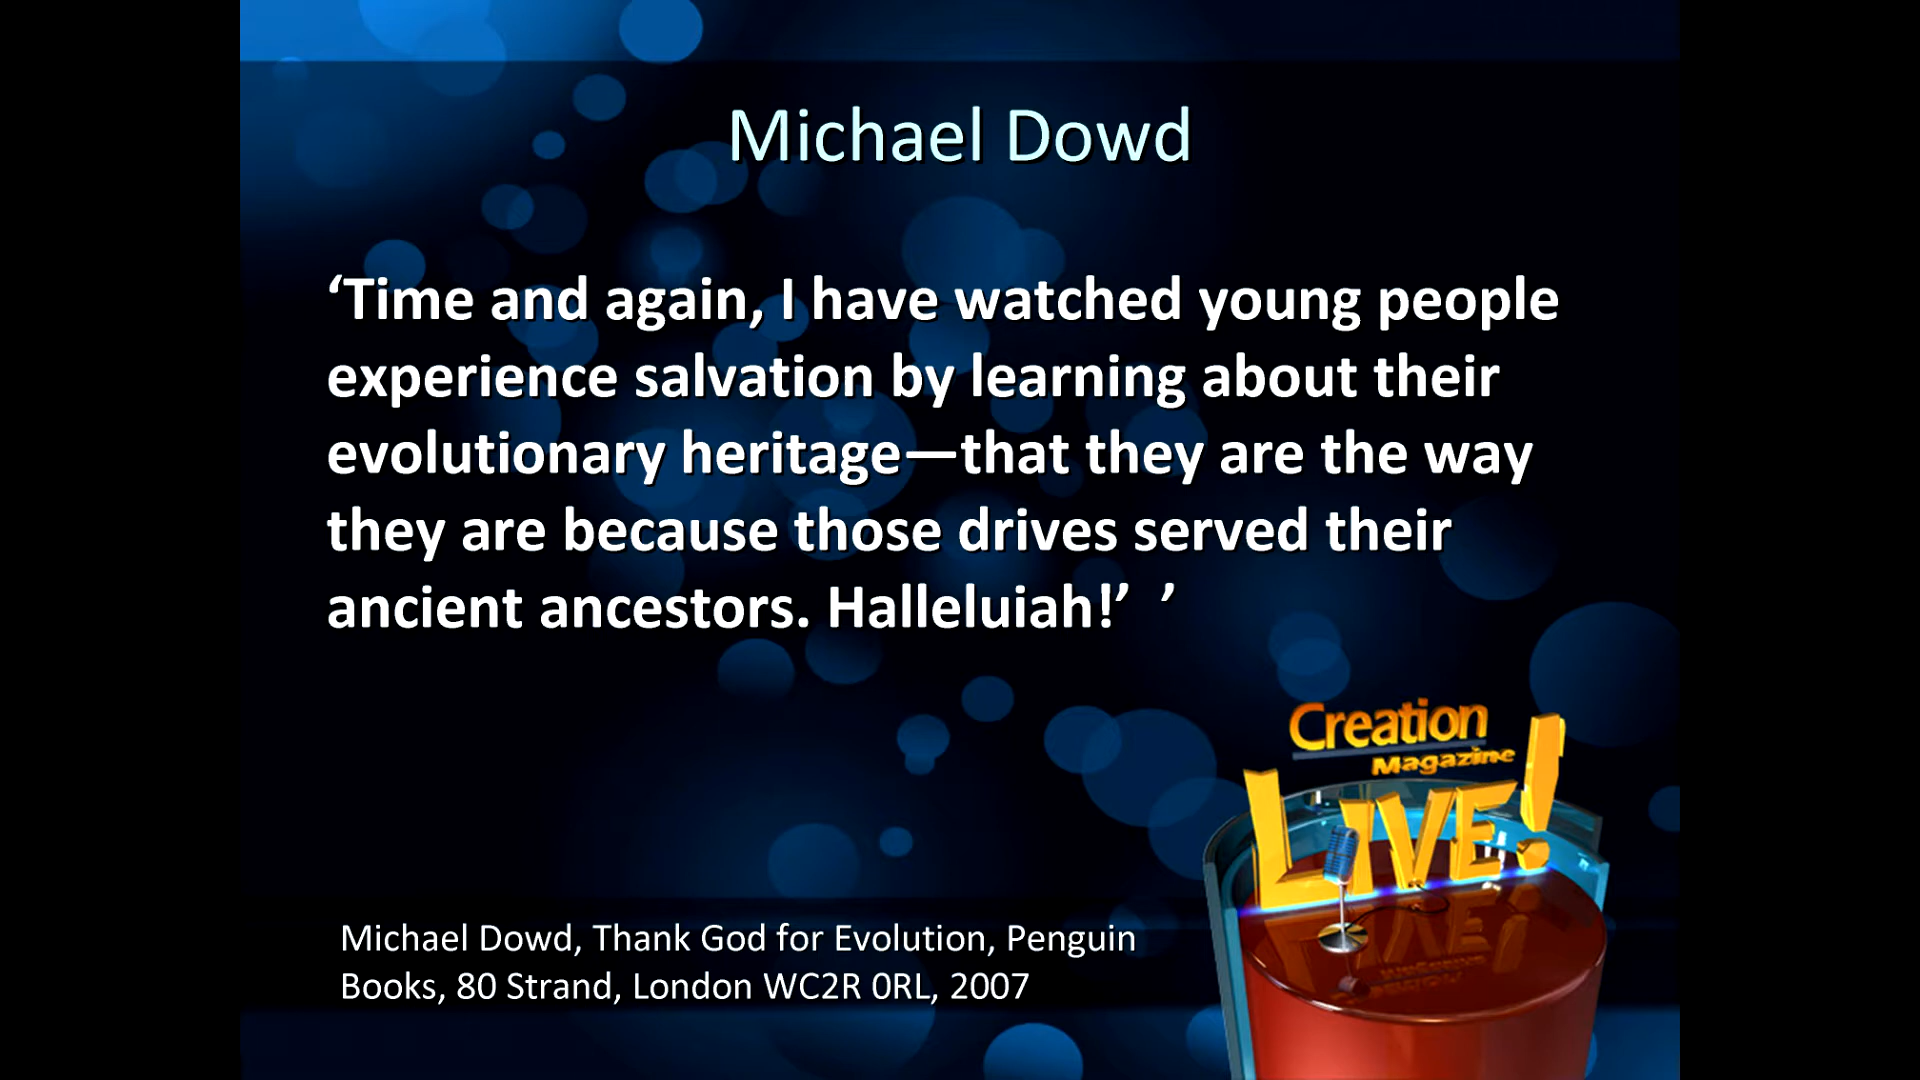 Michael Dowd
‘Time and again, I have watched young people
experience salvation by learning about their
evolutionary heritage—that they are the way
they are because those drives served their
ancient ancestors. Halleluiah!’ ’
Creation
Magazine
LIVE!
Michael Dowd, Thank God for Evolution, Penguin
Books, 80 Strand, London WC2R 0RL, 2007